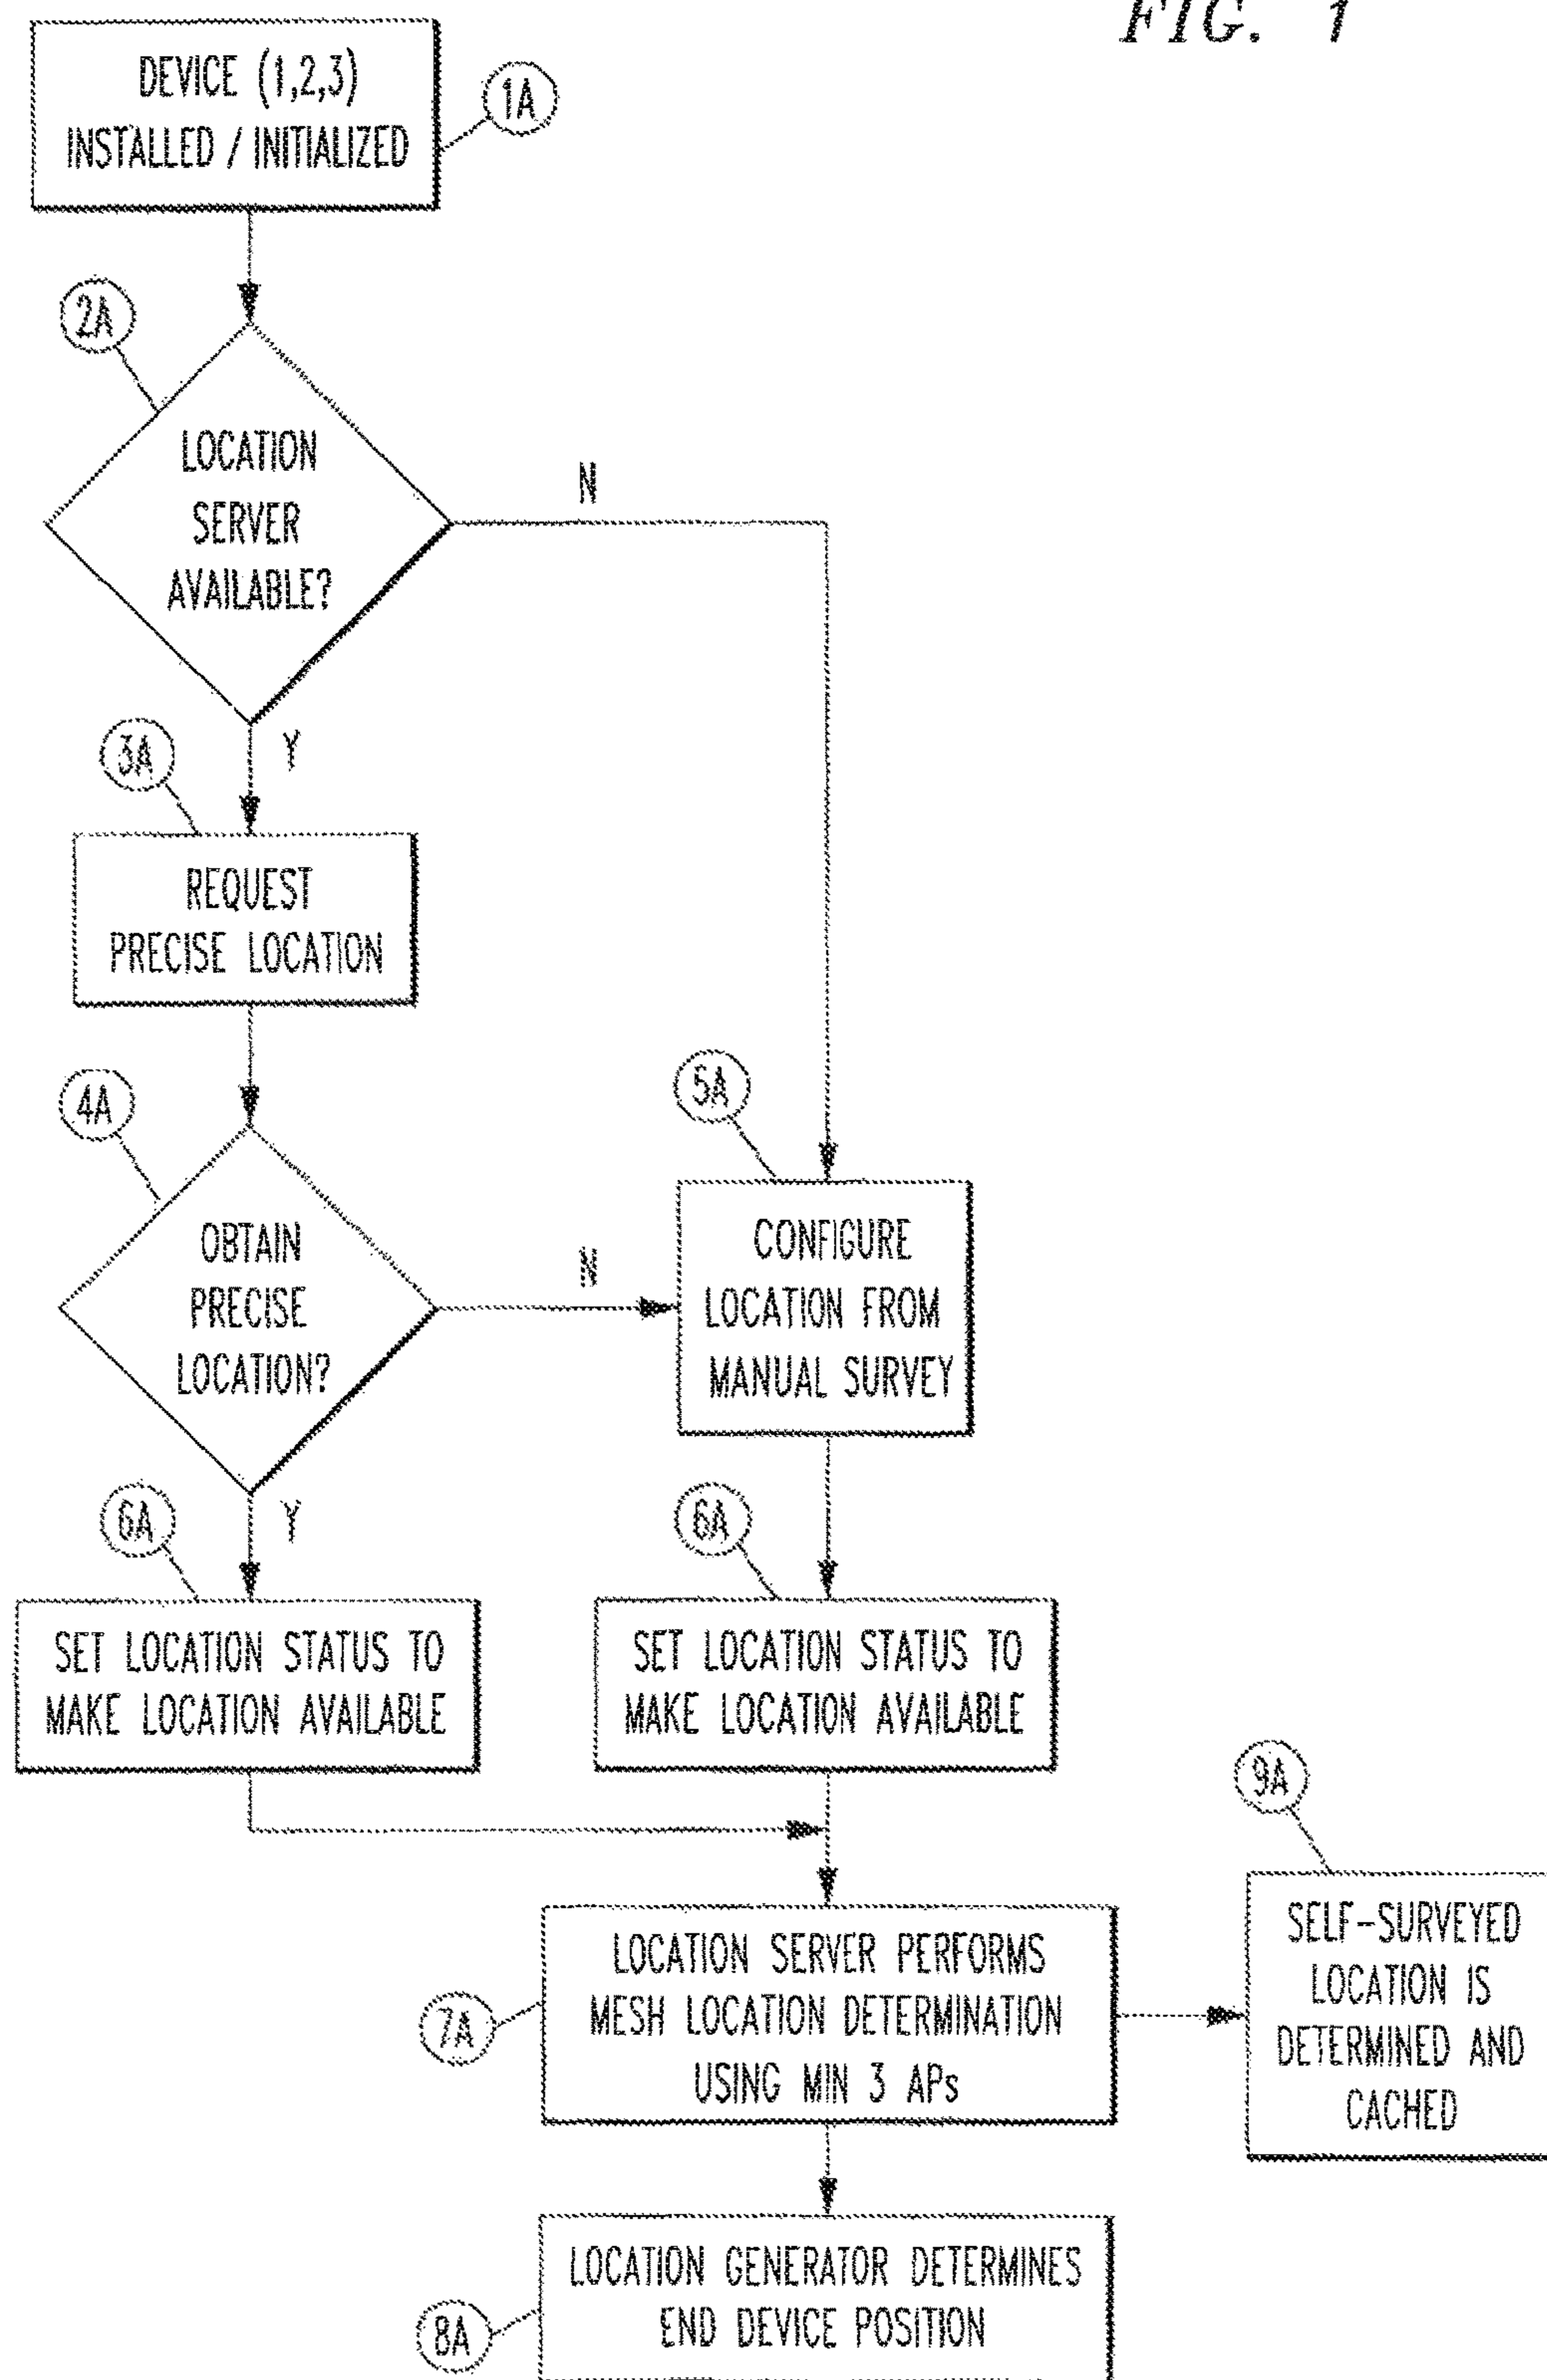 FIG. 1
DEVICE (1,2,3)
INSTALLED / INITIALIZED
1A
2A
LOCATION
SERVER
AVAILABLE?
N
Y
3A
REQUEST
PRECISE LOCATION
4A
OBTAIN
PRECISE
LOCATION?
N
Y
5A
CONFIGURE
LOCATION FROM
MANUAL SURVEY
6A
SET LOCATION STATUS TO
MAKE LOCATION AVAILABLE
6A
SET LOCATION STATUS TO
MAKE LOCATION AVAILABLE
7A
LOCATION SERVER PERFORMS
MESH LOCATION DETERMINATION
USING MIN 3 APs
9A
SELF-SURVEYED
LOCATION IS
DETERMINED AND
CACHED
8A
LOCATION GENERATOR DETERMINES
END DEVICE POSITION